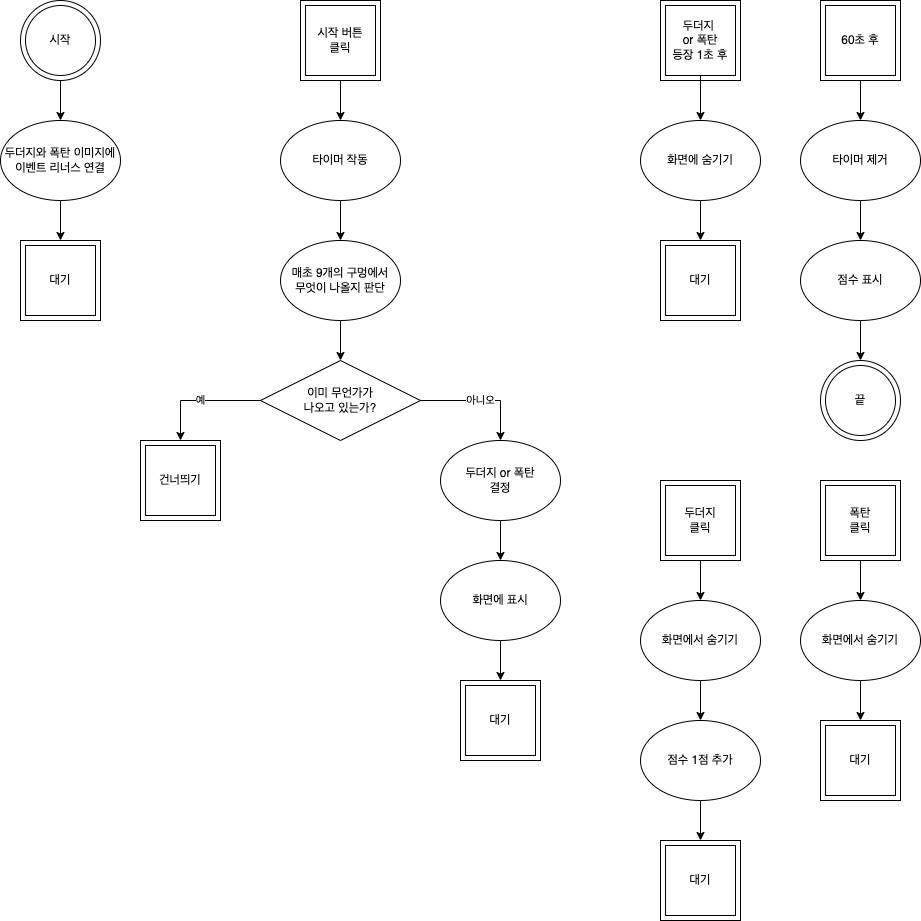 시작
두더지와 폭탄 이미지에
이벤트 리너스 연결
대기
시작 버튼
클릭
타이머 작동
매초 9개의 구멍에서
무엇이 나올지 판단
이미 무언가가
나오고 있는가?
예
건너띄기
아니오
두더지 or 폭탄
결정
화면에 표시
대기
두더지
or 폭탄
등장 1초 후
화면에 숨기기
대기
60초 후
타이머 제거
점수 표시
끝
두더지
클릭
화면에서 숨기기
점수 1점 추가
대기
폭탄
클릭
화면에서 숨기기
대기